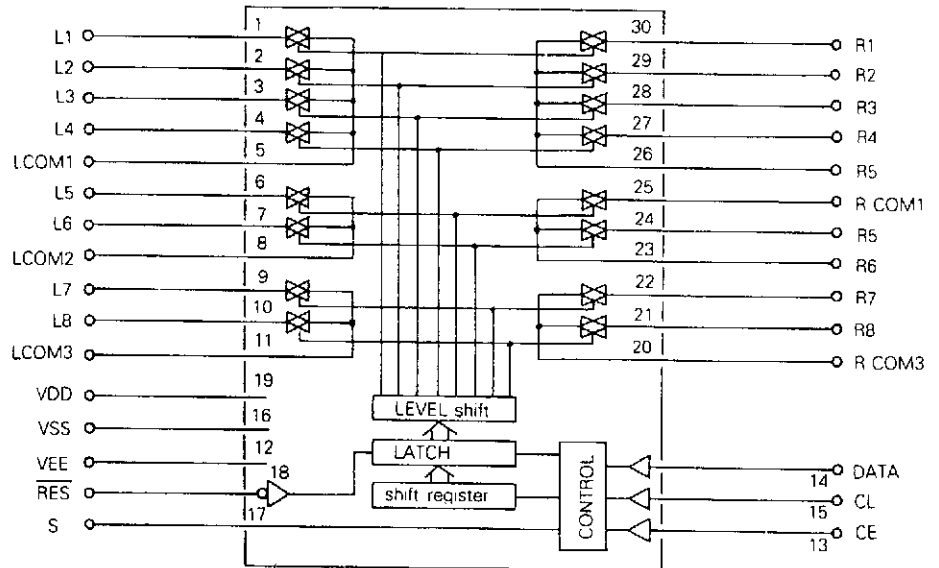 L1 1 30 R1
L2 2 29 R2
L3 3 28 R3
L4 4 27 R4
LCOM1 5 26 R5
L5 6 25 R COM1
L6 7 24 R5
LCOM2 8 23 R6
L7 9 22 R7
L8 10 21 R8
LCOM3 11 20 R COM3
VDD 19
LEVEL shift
VSS 16
LATCH
VEE 12
CONTROL
14 DATA
RES 18
shift register
15 CL
S 17
13 CE